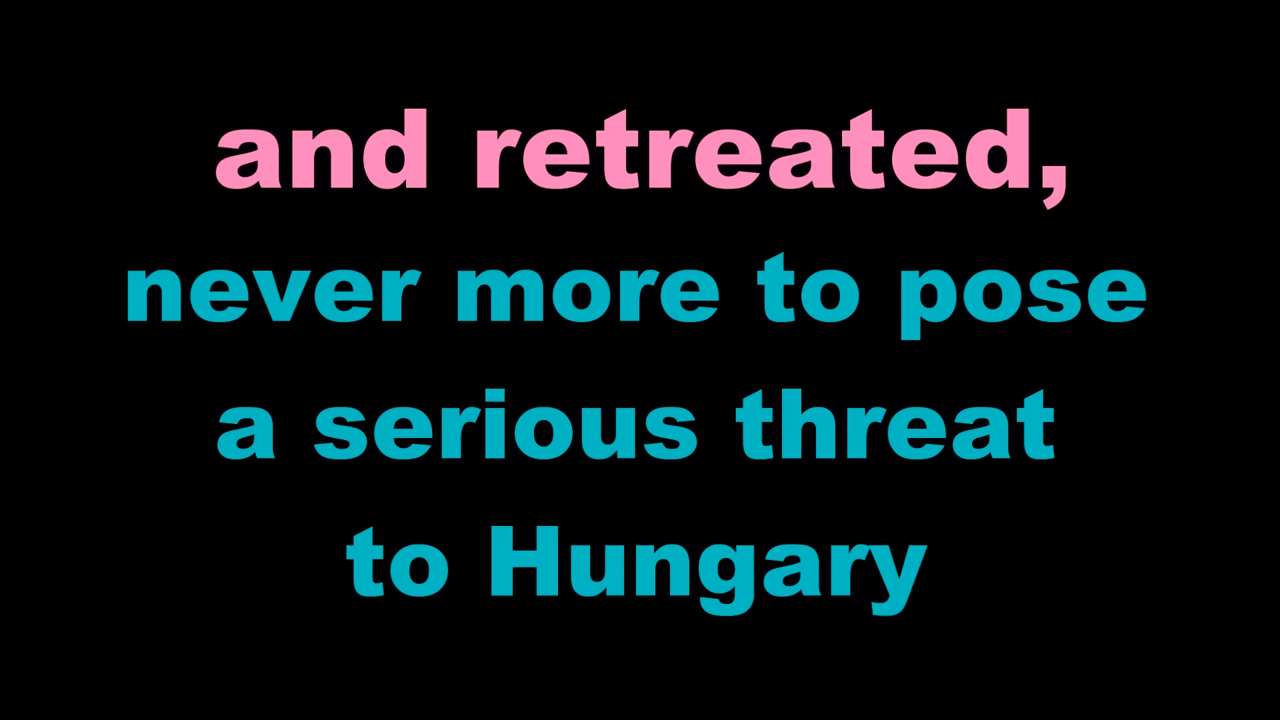 and retreated,
never more to pose
a serious threat
to Hungary